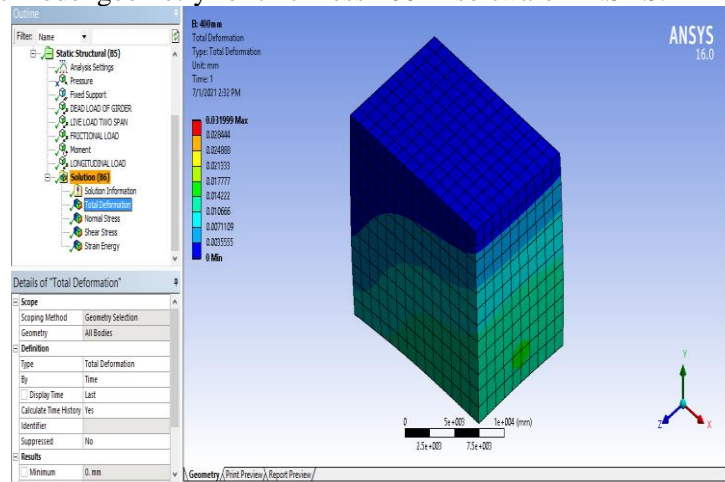 Outline
Filter: Name
Static Structural (B5)
Analysis Settings
Pressure
Fixed Support
DEAD LOAD OF GIRDER
LIVE LOAD TWO SPAN
FRICTIONAL LOAD
Moment
LONGITUDINAL LOAD
Solution (B6)
Solution Information
Total Deformation
Normal Stress
Shear Stress
Strain Energy
Details of "Total Deformation"
Scope
Scoping Method Geometry Selection
Geometry All Bodies
Definition
Type Total Deformation
By Time
Display Time Last
Calculate Time History Yes
Identifier
Suppressed No
Results
Minimum 0. mm
B: 400mm
Total Deformation
Type: Total Deformation
Unit: mm
Time: 1
7/1/2021 2:32 PM
0.031999 Max
0.028444
0.024888
0.021333
0.017777
0.014222
0.010666
0.0071109
0.0035555
0 Min
ANSYS
16.0
0 5e+003 1e+004 (mm)
2.5e+003 7.5e+003
Y
Z X
Geometry Print Preview Report Preview